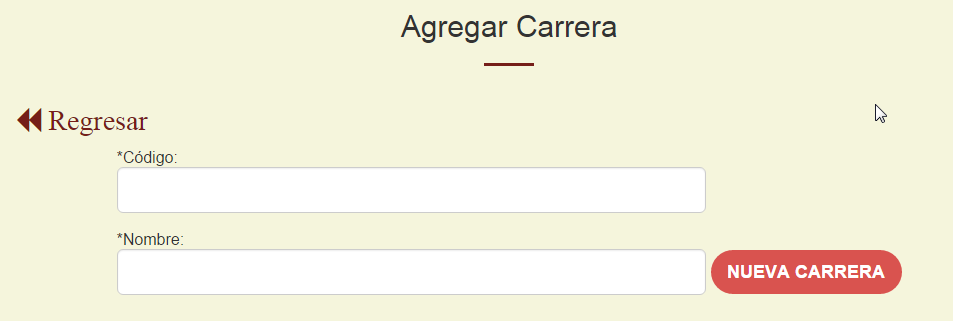 Agregar Carrera
Regresar
*Código:
*Nombre:
NUEVA CARRERA